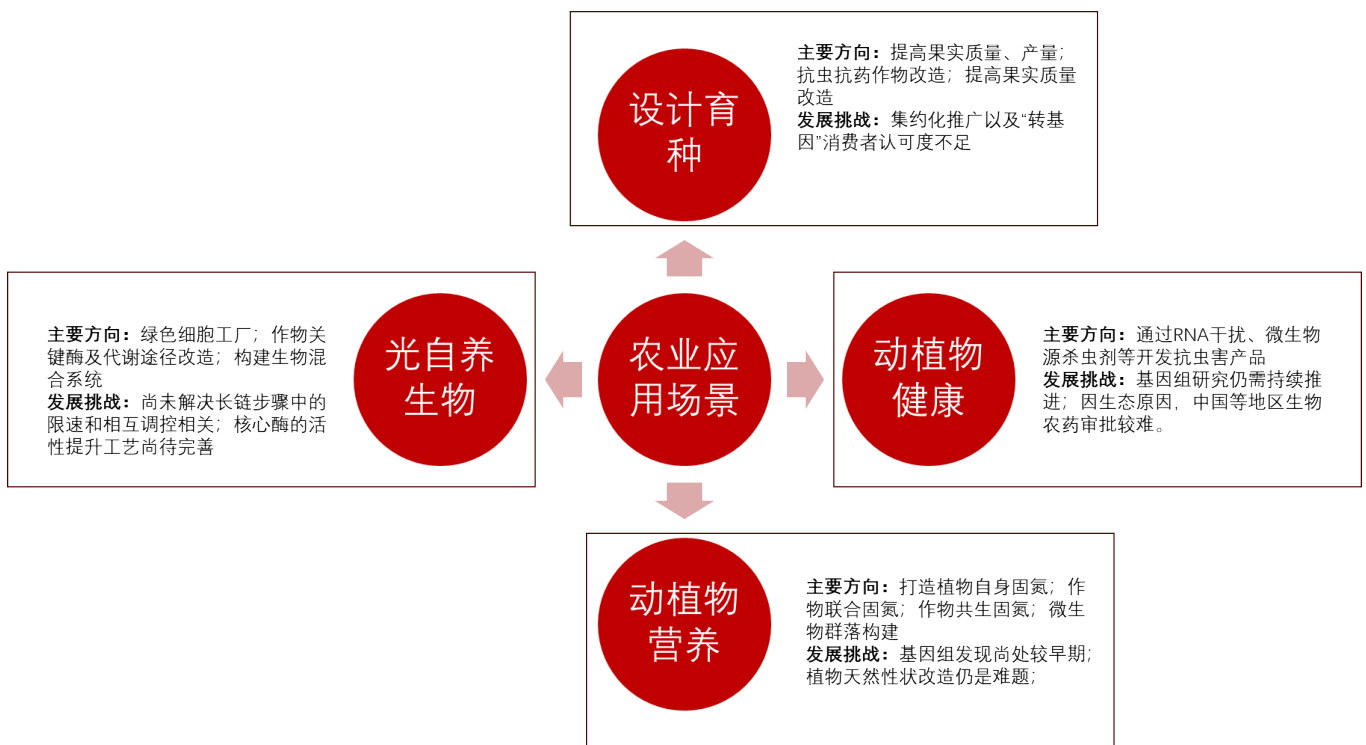 设计育
种
主要方向：提高果实质量、产量；
抗虫抗药作物改造；提高果实质量
改造
发展挑战：集约化推广以及“转基
因”消费者认可度不足
主要方向：绿色细胞工厂；作物关
键酶及代谢途径改造；构建生物混
合系统
发展挑战：尚未解决长链步骤中的
限速和相互调控相关；核心酶的活
性提升工艺尚待完善
光自养
生物
农业应
用场景
动植物
健康
主要方向：通过RNA干扰、微生物
源杀虫剂等开发抗虫害产品
发展挑战：基因组研究仍需持续推
进；因生态原因，中国等地区生物
农药审批较难。
动植物
营养
主要方向：打造植物自身固氮；作
物联合固氮；作物共生固氮；微生
物群落构建
发展挑战：基因组发现尚处较早期；
植物天然性状改造仍是难题；